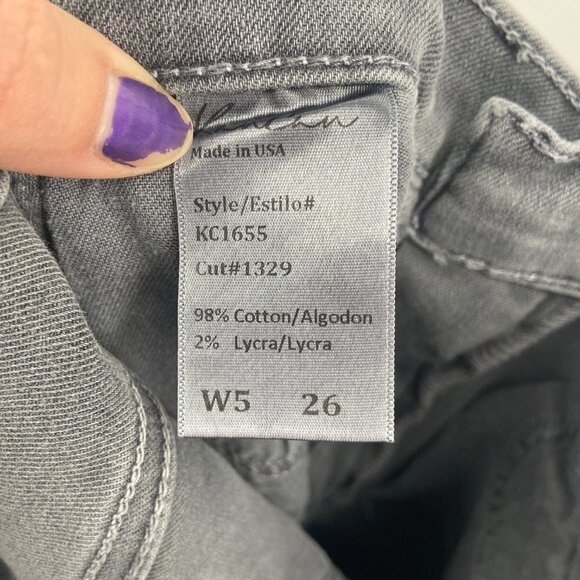 Made in USA
Style/Estilo#
KC1655
Cut#1329
98% Cotton/Algodon
2% Lycra/Lycra
W5 26